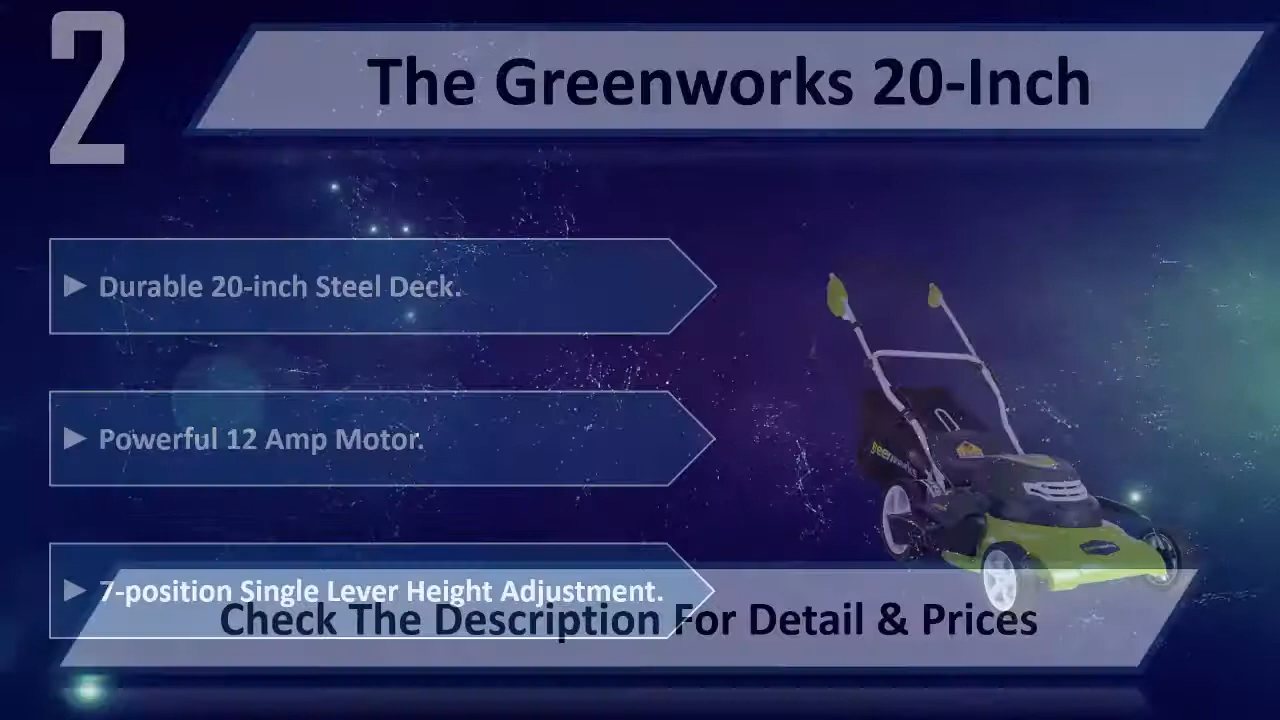 2
The Greenworks 20-Inch
Durable 20-inch Steel Deck.
Powerful 12 Amp Motor.
7-position Single Lever Height Adjustment.
Check The Description For Detail & Prices
greenworks